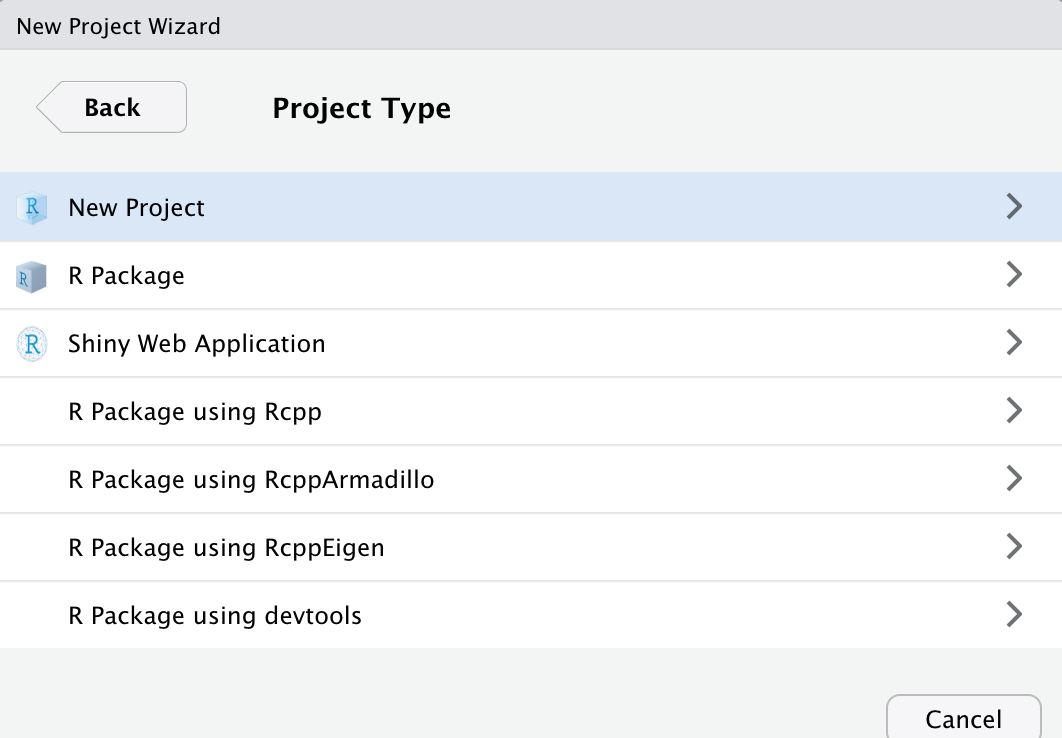 New Project Wizard
Back
Project Type
R New Project
R R Package
R Shiny Web Application
R Package using Rcpp
R Package using RcppArmadillo
R Package using RcppEigen
R Package using devtools
Cancel